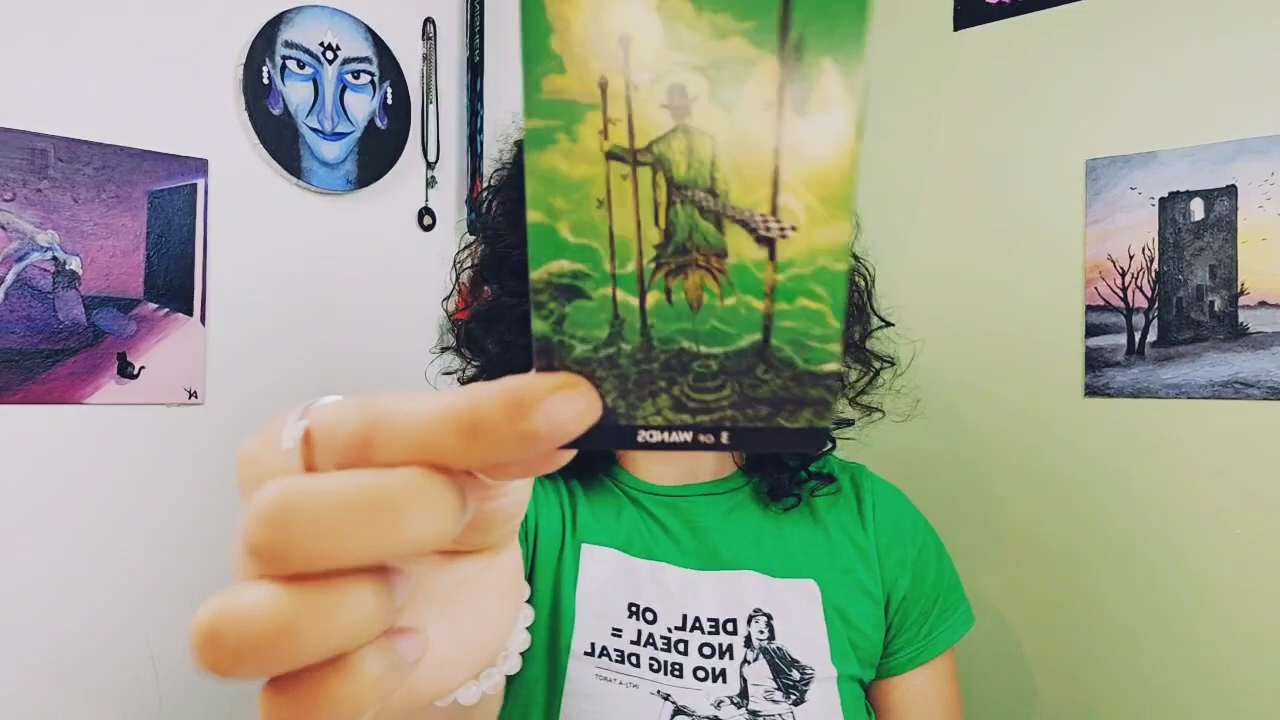 3 OF WANDS
DEAL, OR
NO DEAL =
NO BIG DEAL